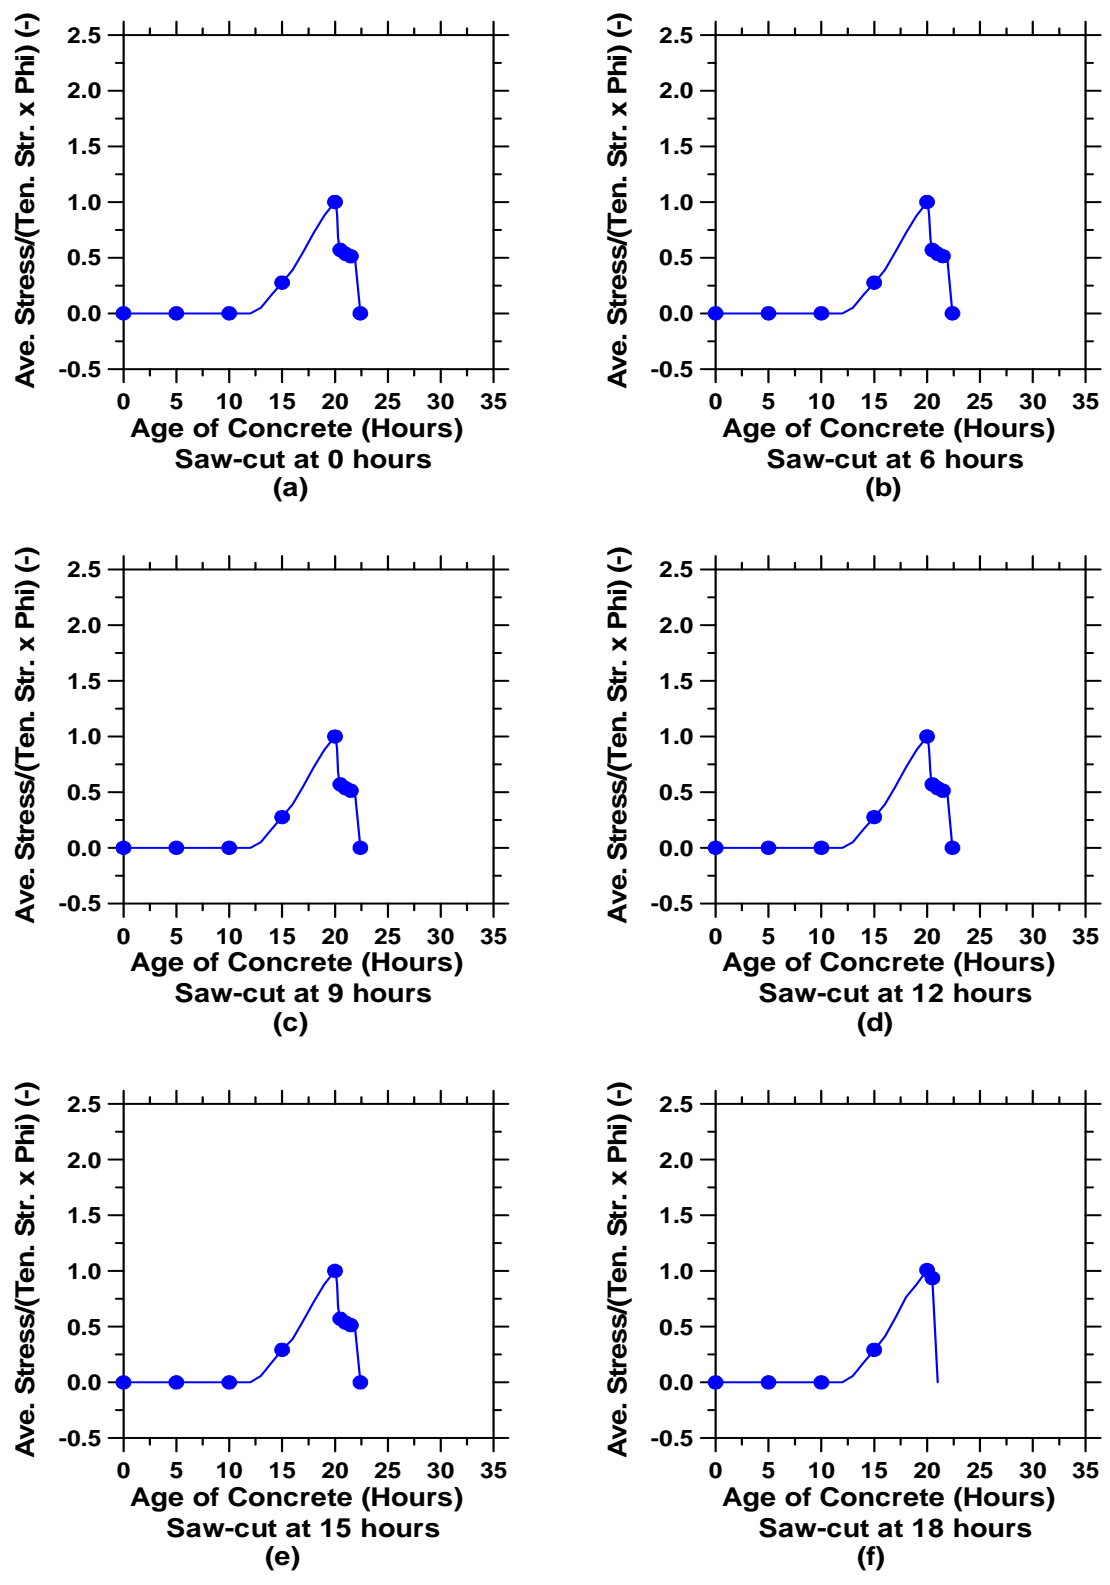 Ave. Stress/(Ten. Str. x Phi) (-)
2.5
2.0
1.5
1.0
0.5
0.0
-0.5
0 5 10 15 20 25 30 35
Age of Concrete (Hours)
Saw-cut at 0 hours
(a)
Ave. Stress/(Ten. Str. x Phi) (-)
2.5
2.0
1.5
1.0
0.5
0.0
-0.5
0 5 10 15 20 25 30 35
Age of Concrete (Hours)
Saw-cut at 6 hours
(b)
Ave. Stress/(Ten. Str. x Phi) (-)
2.5
2.0
1.5
1.0
0.5
0.0
-0.5
0 5 10 15 20 25 30 35
Age of Concrete (Hours)
Saw-cut at 9 hours
(c)
Ave. Stress/(Ten. Str. x Phi) (-)
2.5
2.0
1.5
1.0
0.5
0.0
-0.5
0 5 10 15 20 25 30 35
Age of Concrete (Hours)
Saw-cut at 12 hours
(d)
Ave. Stress/(Ten. Str. x Phi) (-)
2.5
2.0
1.5
1.0
0.5
0.0
-0.5
0 5 10 15 20 25 30 35
Age of Concrete (Hours)
Saw-cut at 15 hours
(e)
Ave. Stress/(Ten. Str. x Phi) (-)
2.5
2.0
1.5
1.0
0.5
0.0
-0.5
0 5 10 15 20 25 30 35
Age of Concrete (Hours)
Saw-cut at 18 hours
(f)